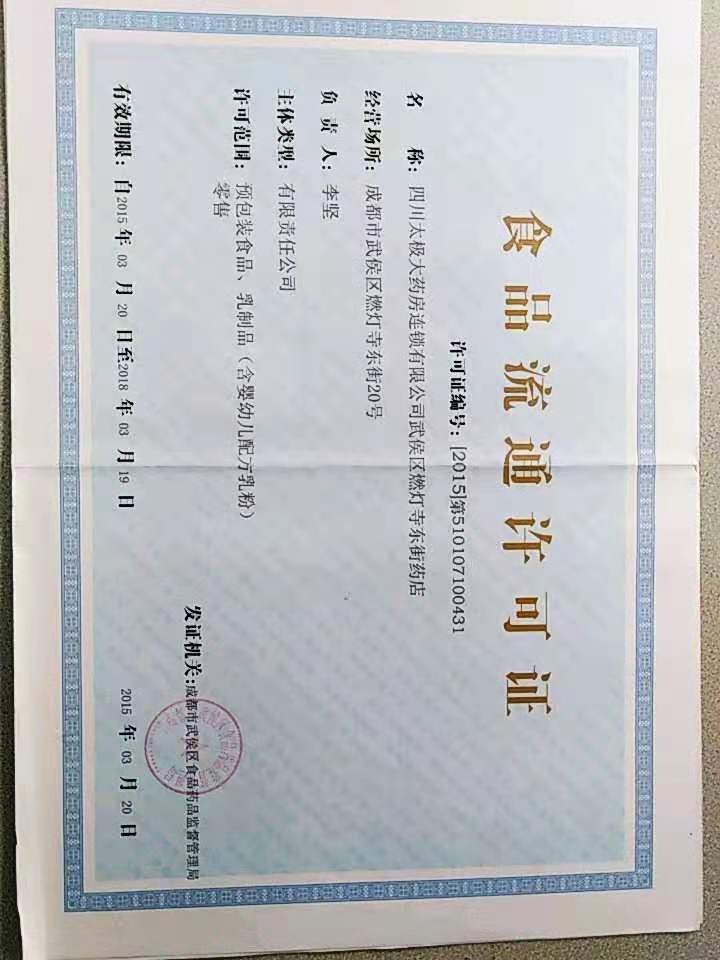 食品流通许可证
许可证编号：[2015]第510107100431
名 称：四川太极大药房连锁有限公司武侯区燃灯寺东街药店
经营场所：成都市武侯区燃灯寺东街20号
负 责 人：李坚
主体类型：有限责任公司
许可范围：预包装食品、乳制品（含婴幼儿配方乳粉）
零售
发证机关：成都市武侯区食品药品监督管理局
有效期限：自2015年03月20日至2018年03月19日
2015年03月20日